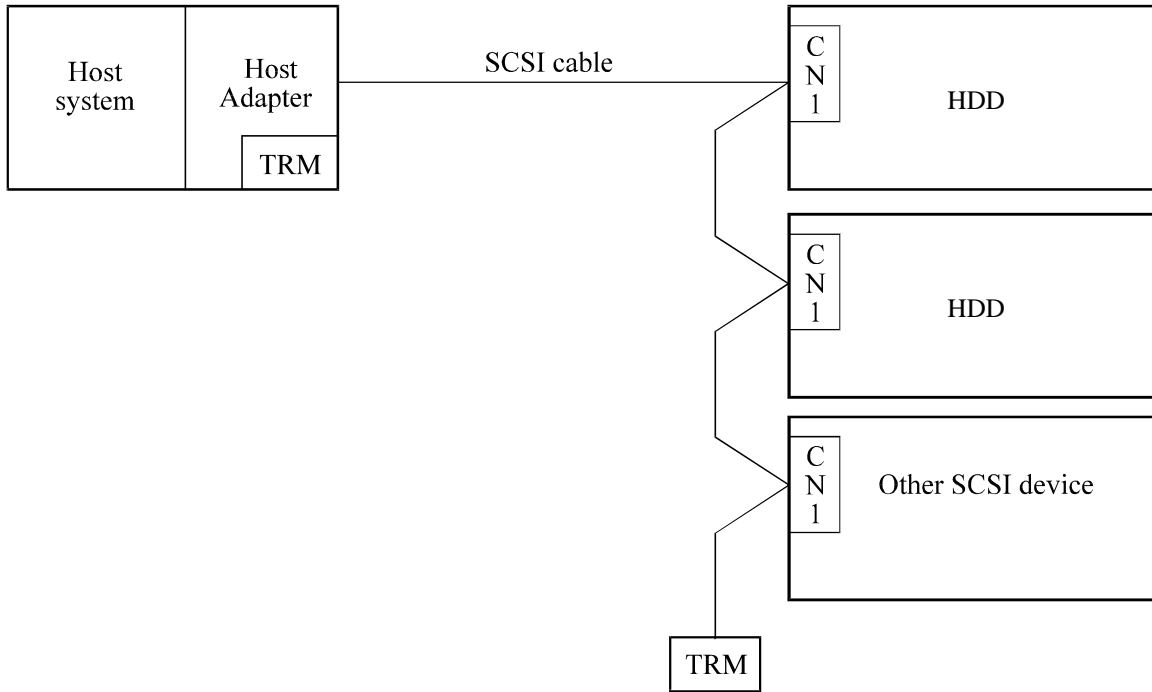 Host
system
Host
Adapter
TRM
SCSI cable
C
N
1
HDD
C
N
1
HDD
C
N
1
Other SCSI device
TRM